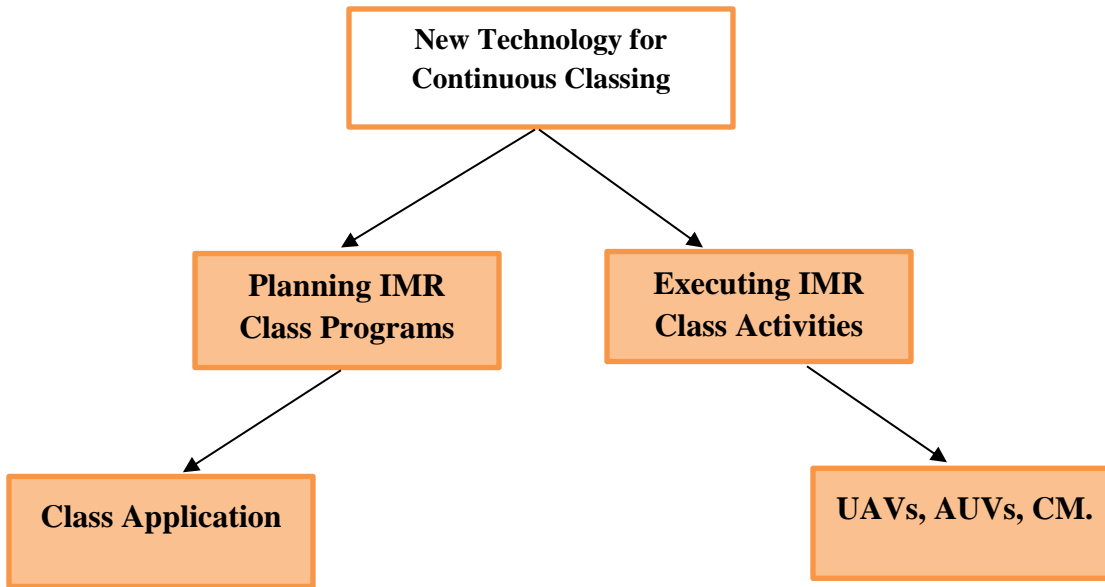 New Technology for
Continuous Classing
Planning IMR
Class Programs
Executing IMR
Class Activities
Class Application
UAVs, AUVs, CM.